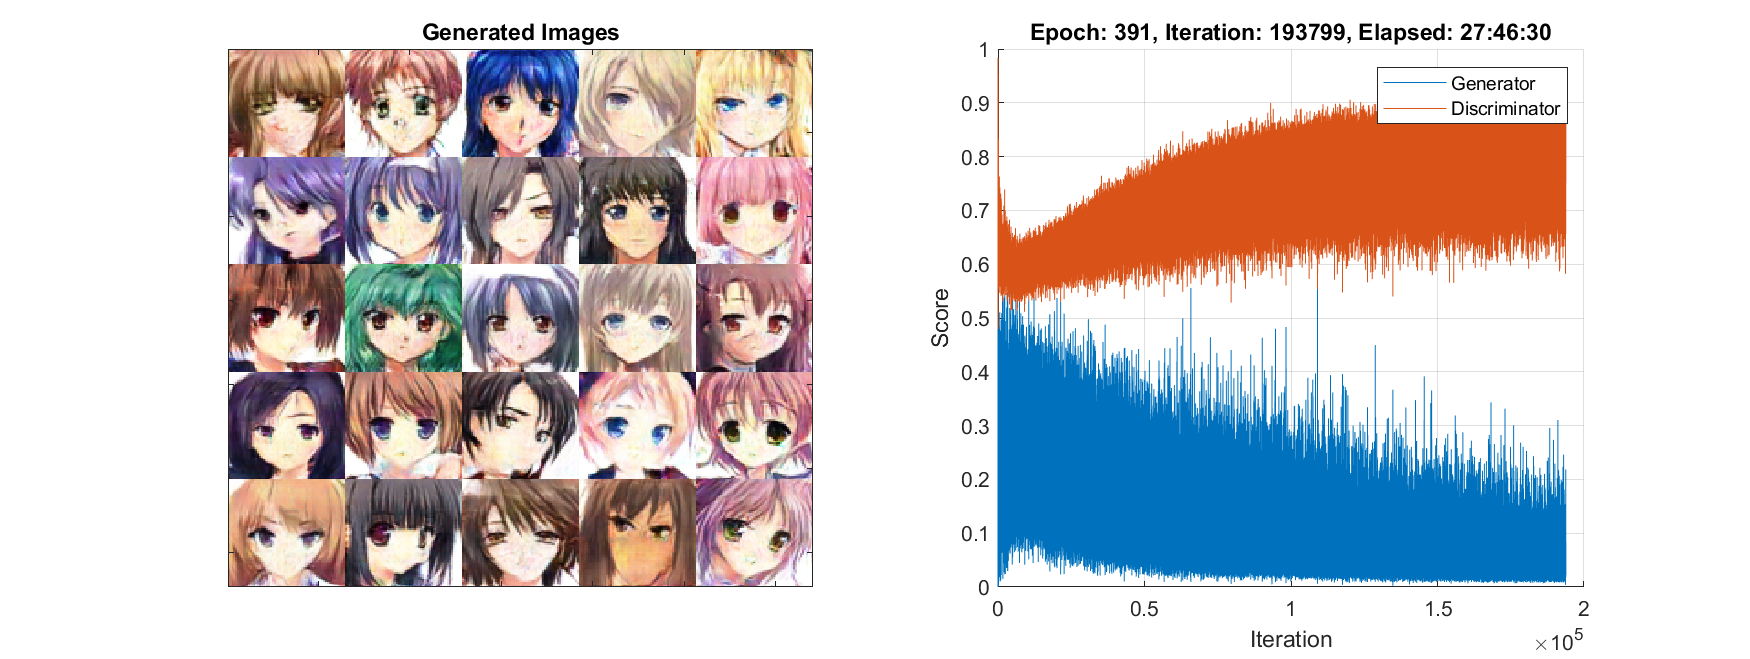 Generated Images
Epoch: 391, Iteration: 193799, Elapsed: 27:46:30
Generator
Discriminator
1
0.9
0.8
0.7
0.6
0.5
0.4
0.3
0.2
0.1
0
Score
0
0.5
1
1.5
2
×10⁵
Iteration